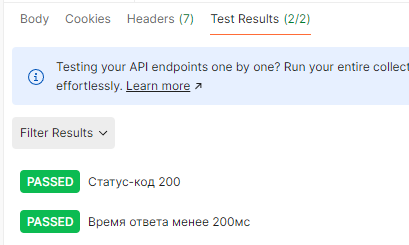 Body Cookies Headers (7) Test Results (2/2)
Testing your API endpoints one by one? Run your entire collect
effortlessly. Learn more ↗
Filter Results
PASSED Статус-код 200
PASSED Время ответа менее 200мс